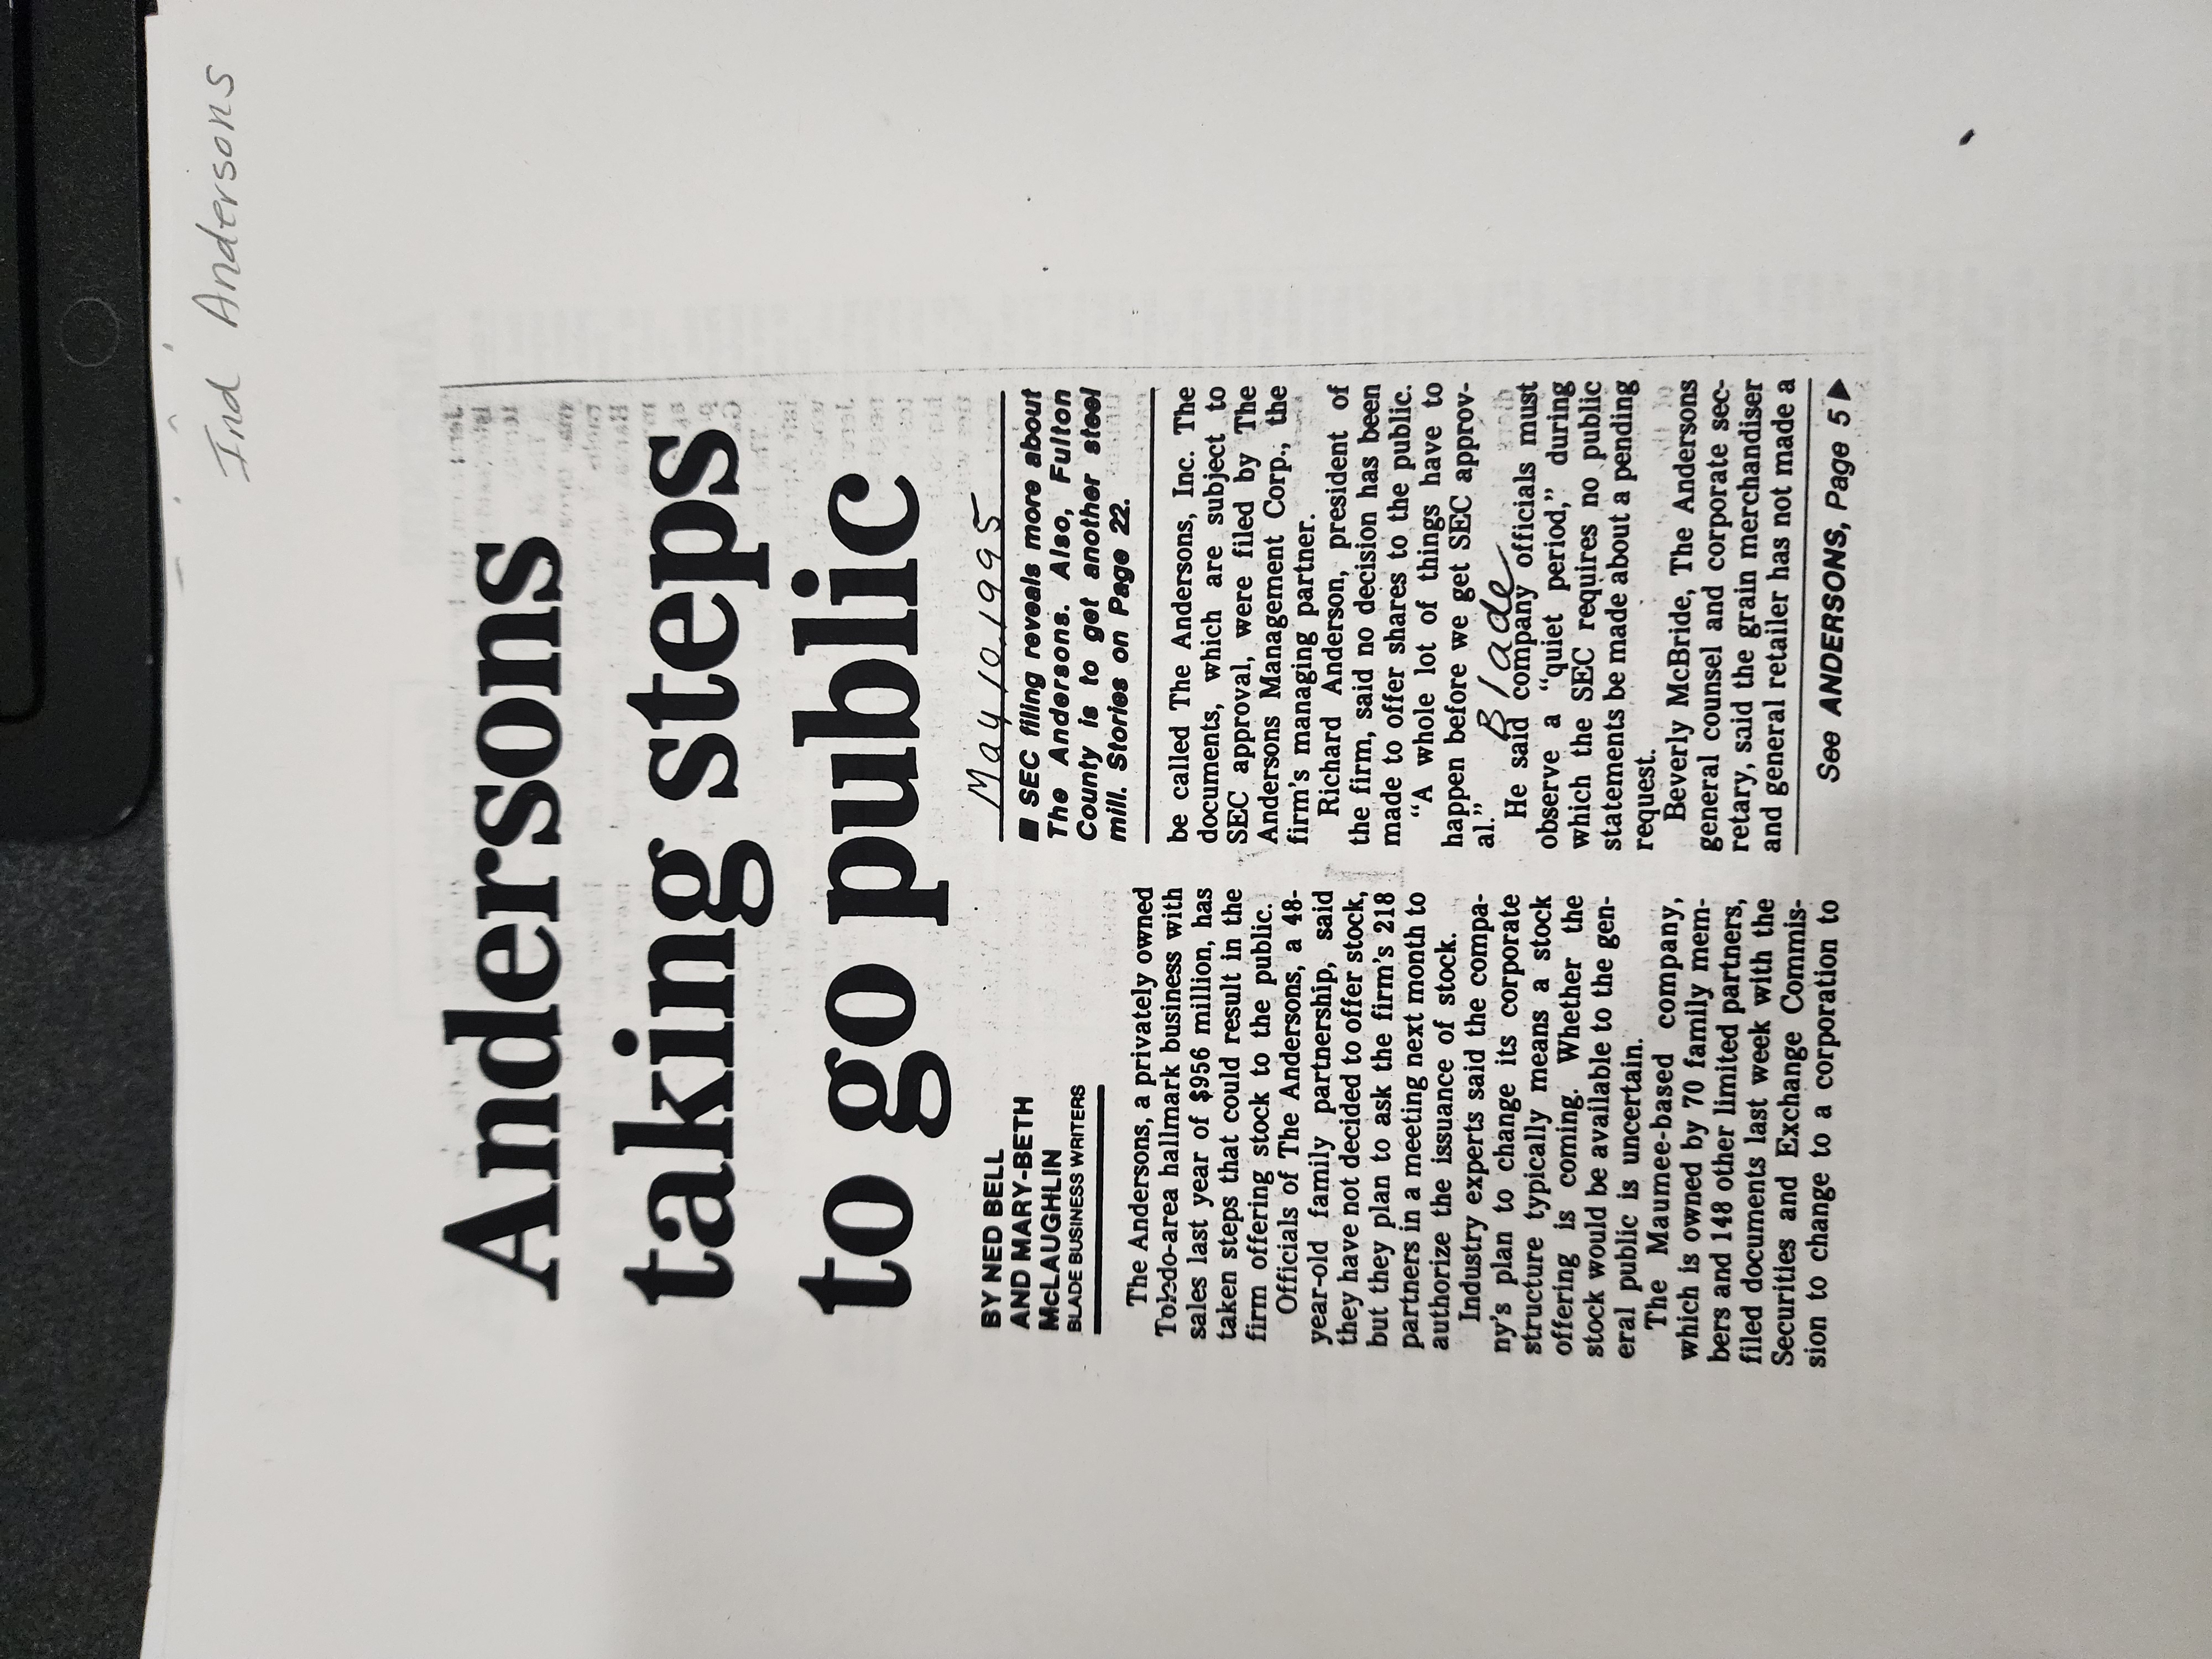 Ind Andersons
Andersons
taking steps
to go public
BY NED BELL
AND MARY-BETH
McLAUGHLIN
BLADE BUSINESS WRITERS
The Andersons, a privately owned
Toledo-area hallmark business with
sales last year of $956 million, has
taken steps that could result in the
firm offering stock to the public.
Officials of The Andersons, a 48-
year-old family partnership, said
they have not decided to offer stock,
but they plan to ask the firm's 218
partners in a meeting next month to
authorize the issuance of stock.
Industry experts said the compa-
ny's plan to change its corporate
structure typically means a stock
offering is coming. Whether the
stock would be available to the gen-
eral public is uncertain.
The Maumee-based company,
which is owned by 70 family mem-
bers and 148 other limited partners,
filed documents last week with the
Securities and Exchange Commis-
sion to change to a corporation to
May 10, 1995
■ SEC filing reveals more about
The Andersons. Also, Fulton
County is to get another steel
mill. Stories on Page 22.
be called The Andersons, Inc. The
documents, which are subject to
SEC approval, were filed by The
Andersons Management Corp., the
firm's managing partner.
Richard Anderson, president of
the firm, said no decision has been
made to offer shares to the public.
"A whole lot of things have to
happen before we get SEC approv-
al."
Blade
He said company officials must
observe a "quiet period," during
which the SEC requires no public
statements be made about a pending
request.
Beverly McBride, The Andersons
general counsel and corporate sec-
retary, said the grain merchandiser
and general retailer has not made a
See ANDERSONS, Page 5 ▶